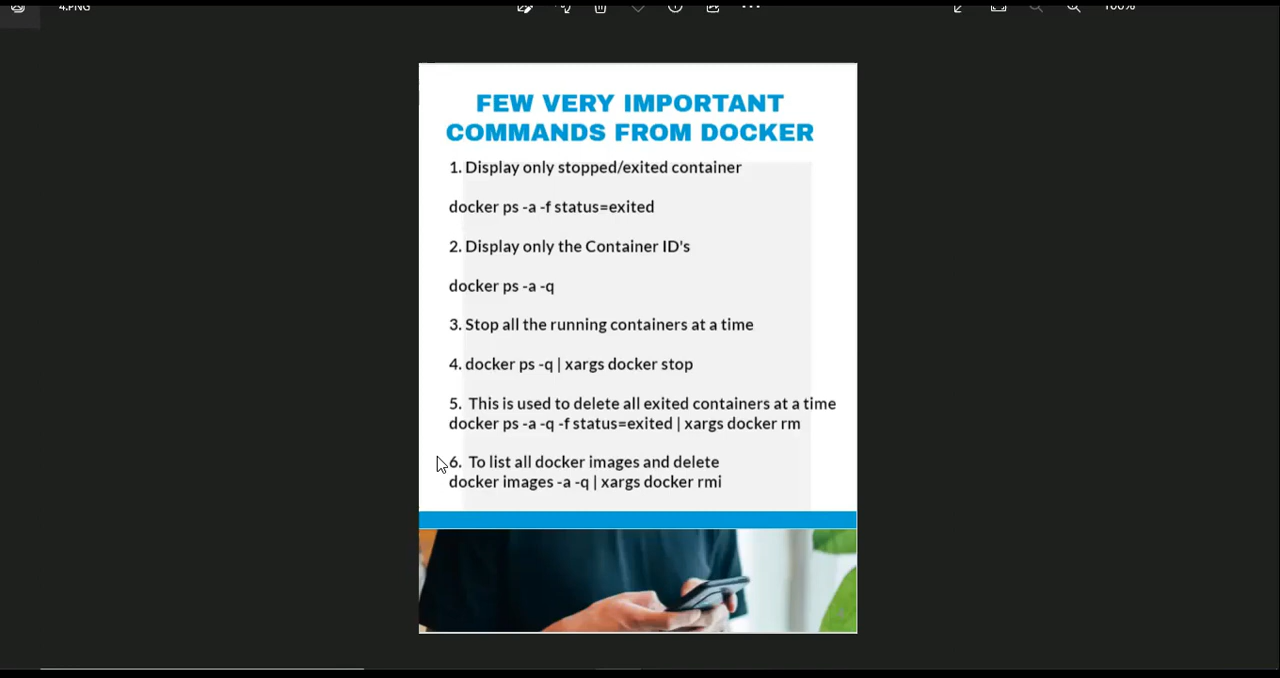 4.PNG
100%
FEW VERY IMPORTANT
COMMANDS FROM DOCKER
1. Display only stopped/exited container
docker ps -a -f status=exited
2. Display only the Container ID's
docker ps -a -q
3. Stop all the running containers at a time
4. docker ps -q | xargs docker stop
5.  This is used to delete all exited containers at a time
docker ps -a -q -f status=exited | xargs docker rm
6.  To list all docker images and delete
docker images -a -q | xargs docker rmi